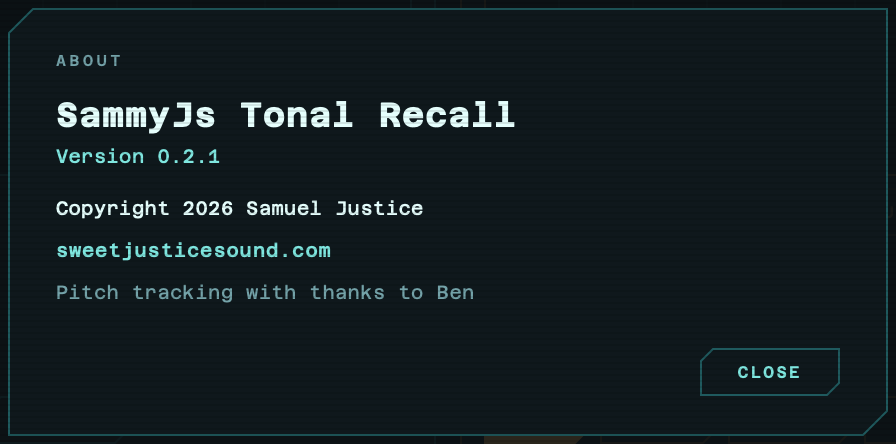 ABOUT
SammyJs Tonal Recall
Version 0.2.1
Copyright 2026 Samuel Justice
sweetjusticesound.com
Pitch tracking with thanks to Ben
CLOSE